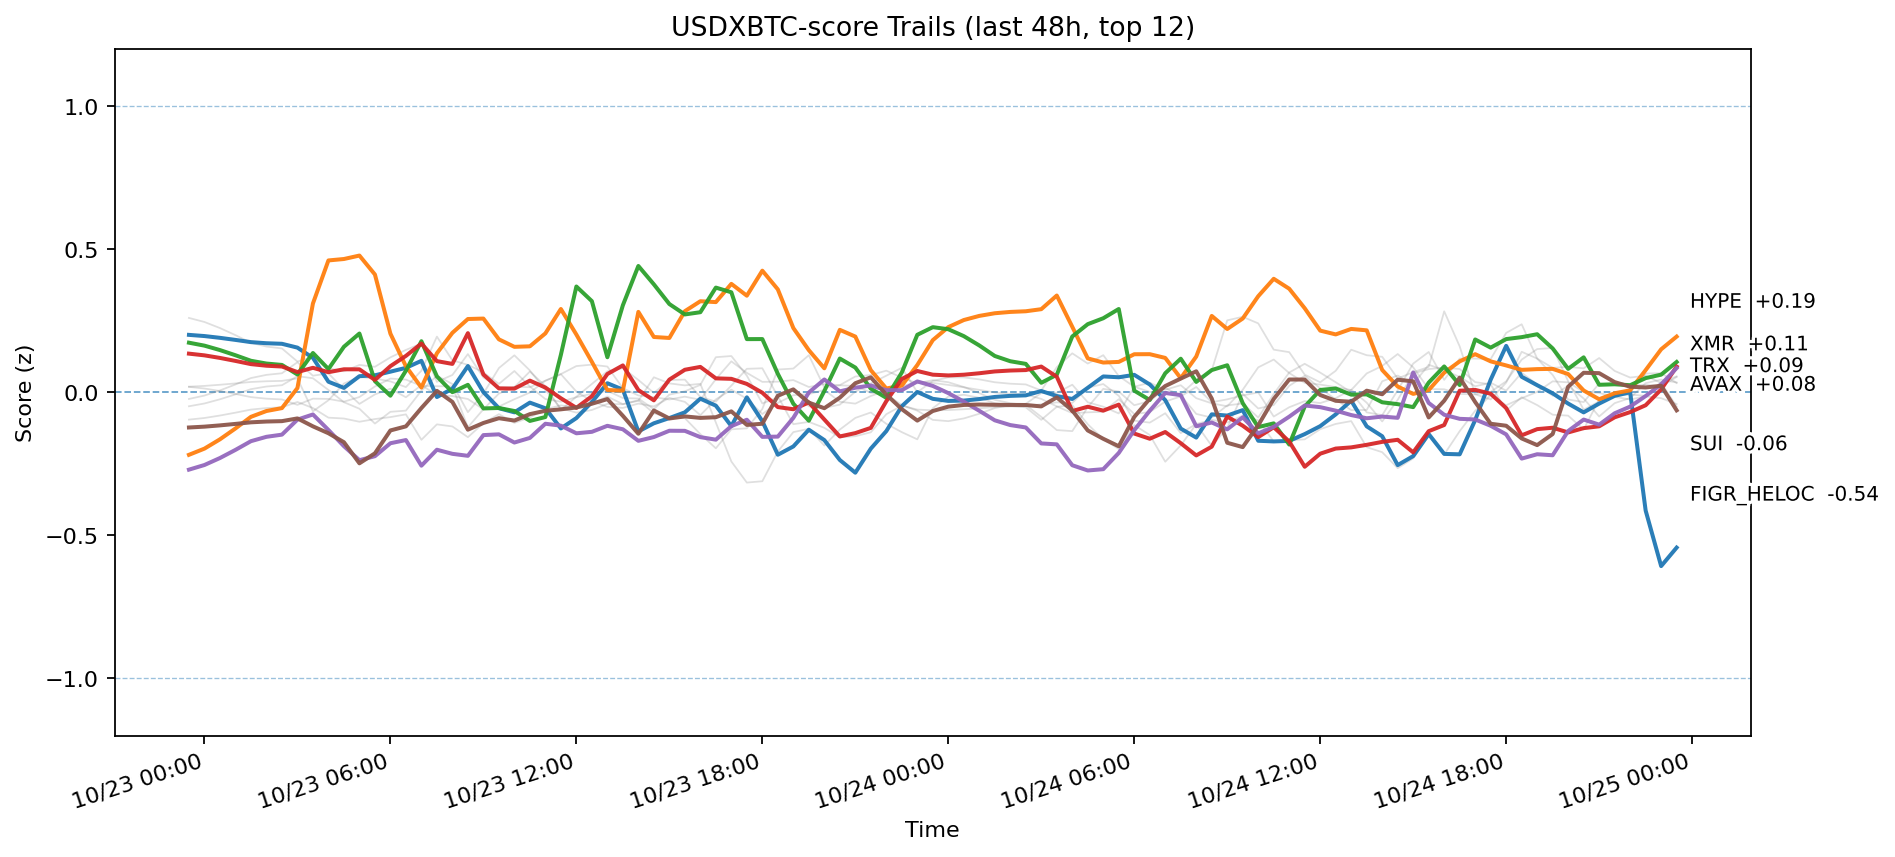 USDXBTC-score Trails (last 48h, top 12)
Score (z)
1.0
0.5
0.0
−0.5
−1.0
HYPE +0.19
XMR +0.11
TRX +0.09
AVAX +0.08
SUI -0.06
FIGR_HELOC -0.54
10/23 00:00
10/23 06:00
10/23 12:00
10/23 18:00
10/24 00:00
10/24 06:00
10/24 12:00
10/24 18:00
10/25 00:00
Time